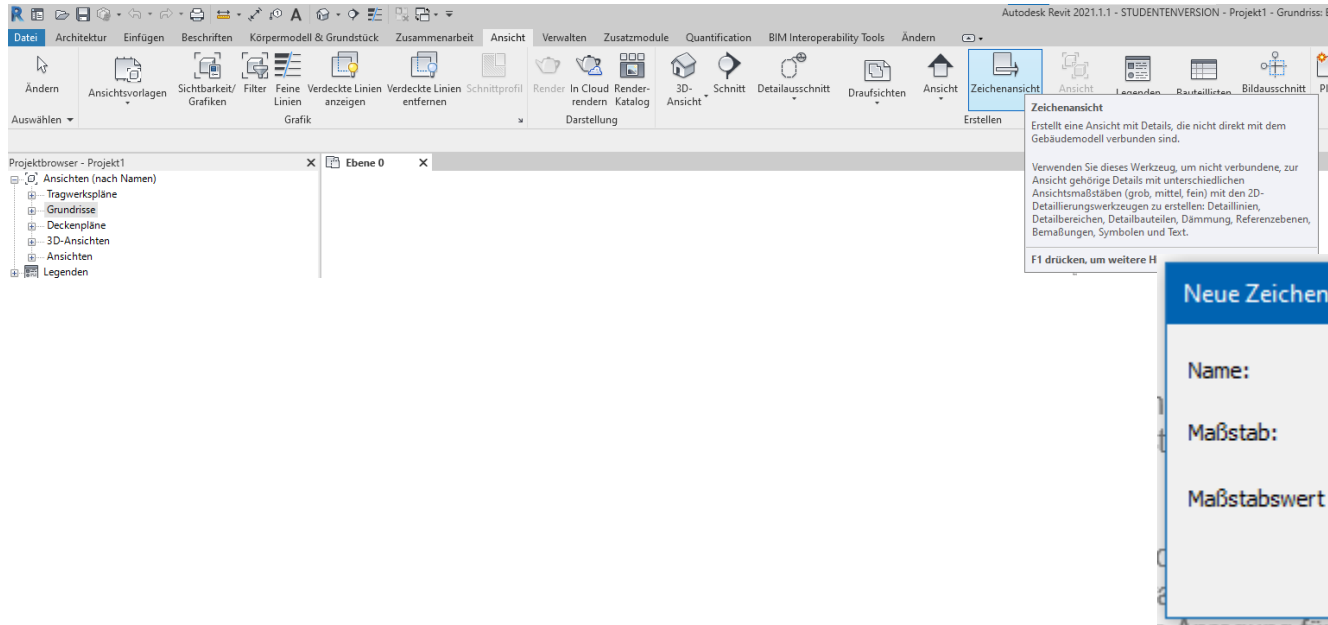 Autodesk Revit 2021.1.1 - STUDENTENVERSION - Projekt1 - Grundriss: E
Datei Architektur Einfügen Beschriften Körpermodell & Grundstück Zusammenarbeit Ansicht Verwalten Zusatzmodule Quantification BIM Interoperability Tools Ändern
Ändern Ansichtsvorlagen Sichtbarkeit/ Grafiken Filter Feine Linien Verdeckte Linien anzeigen Verdeckte Linien entfernen Schnittprofil Render In Cloud rendern Render- Katalog 3D- Ansicht Schnitt Detailausschnitt Draufsichten Ansicht Zeichenansicht Ansicht Legenden Bauteillisten Bildausschnitt Pl
Auswählen Grafik Darstellung Erstellen
Zeichenansicht
Erstellt eine Ansicht mit Details, die nicht direkt mit dem
Gebäudemodell verbunden sind.
Verwenden Sie dieses Werkzeug, um nicht verbundene, zur
Ansicht gehörige Details mit unterschiedlichen
Ansichtsmaßstäben (grob, mittel, fein) mit den 2D-
Detaillierungswerkzeugen zu erstellen: Detaillinien,
Detailbereichen, Detailbauteilen, Dämmung, Referenzebenen,
Bemaßungen, Symbolen und Text.
F1 drücken, um weitere H
Projektbrowser - Projekt1
Ebene 0
Ansichten (nach Namen)
Tragwerkspläne
Grundrisse
Deckenpläne
3D-Ansichten
Ansichten
Legenden
Neue Zeichen
Name:
Maßstab:
Maßstabswert